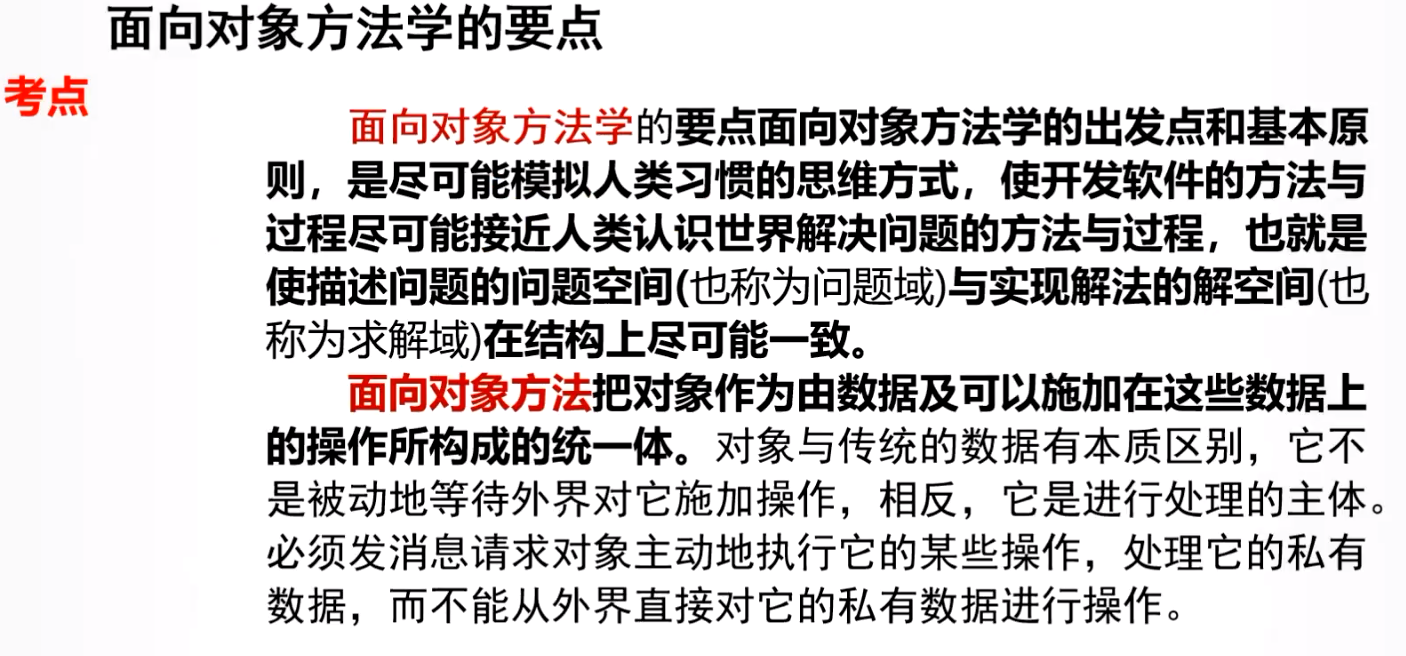 面向对象方法学的要点
考点
面向对象方法学的要点面向对象方法学的出发点和基本原
则，是尽可能模拟人类习惯的思维方式，使开发软件的方法与
过程尽可能接近人类认识世界解决问题的方法与过程，也就是
使描述问题的问题空间(也称为问题域)与实现解法的解空间(也
称为求解域)在结构上尽可能一致。
面向对象方法把对象作为由数据及可以施加在这些数据上
的操作所构成的统一体。对象与传统的数据有本质区别，它不
是被动地等待外界对它施加操作，相反，它是进行处理的主体。
必须发消息请求对象主动地执行它的某些操作，处理它的私有
数据，而不能从外界直接对它的私有数据进行操作。